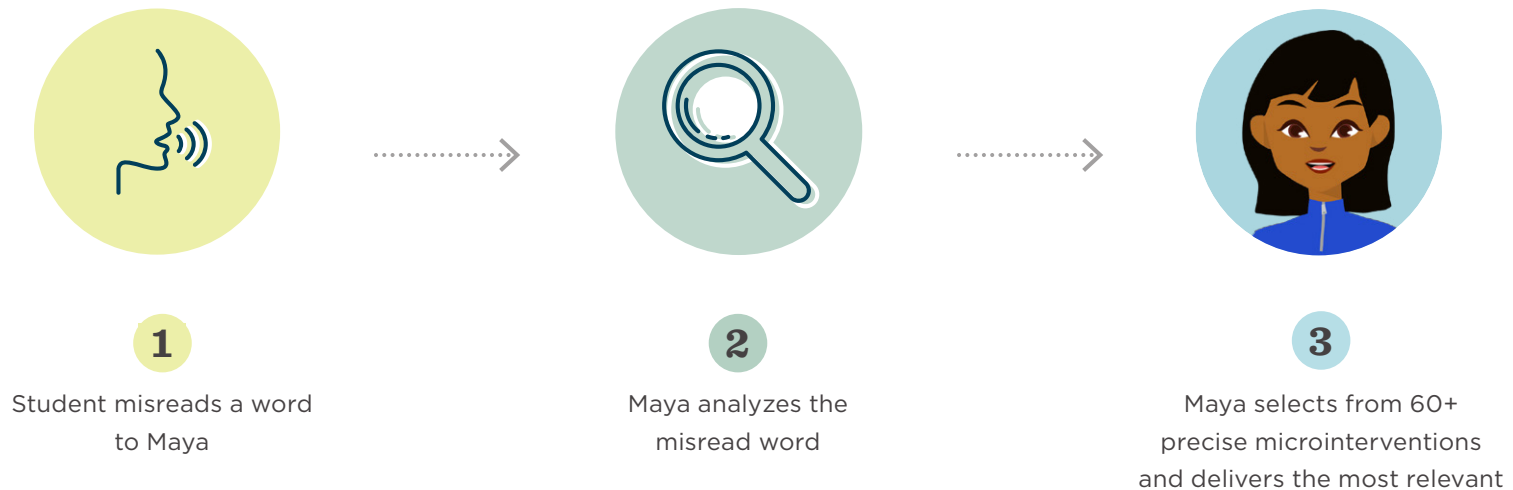 1
Student misreads a word
to Maya
2
Maya analyzes the
misread word
3
Maya selects from 60+
precise microinterventions
and delivers the most relevant